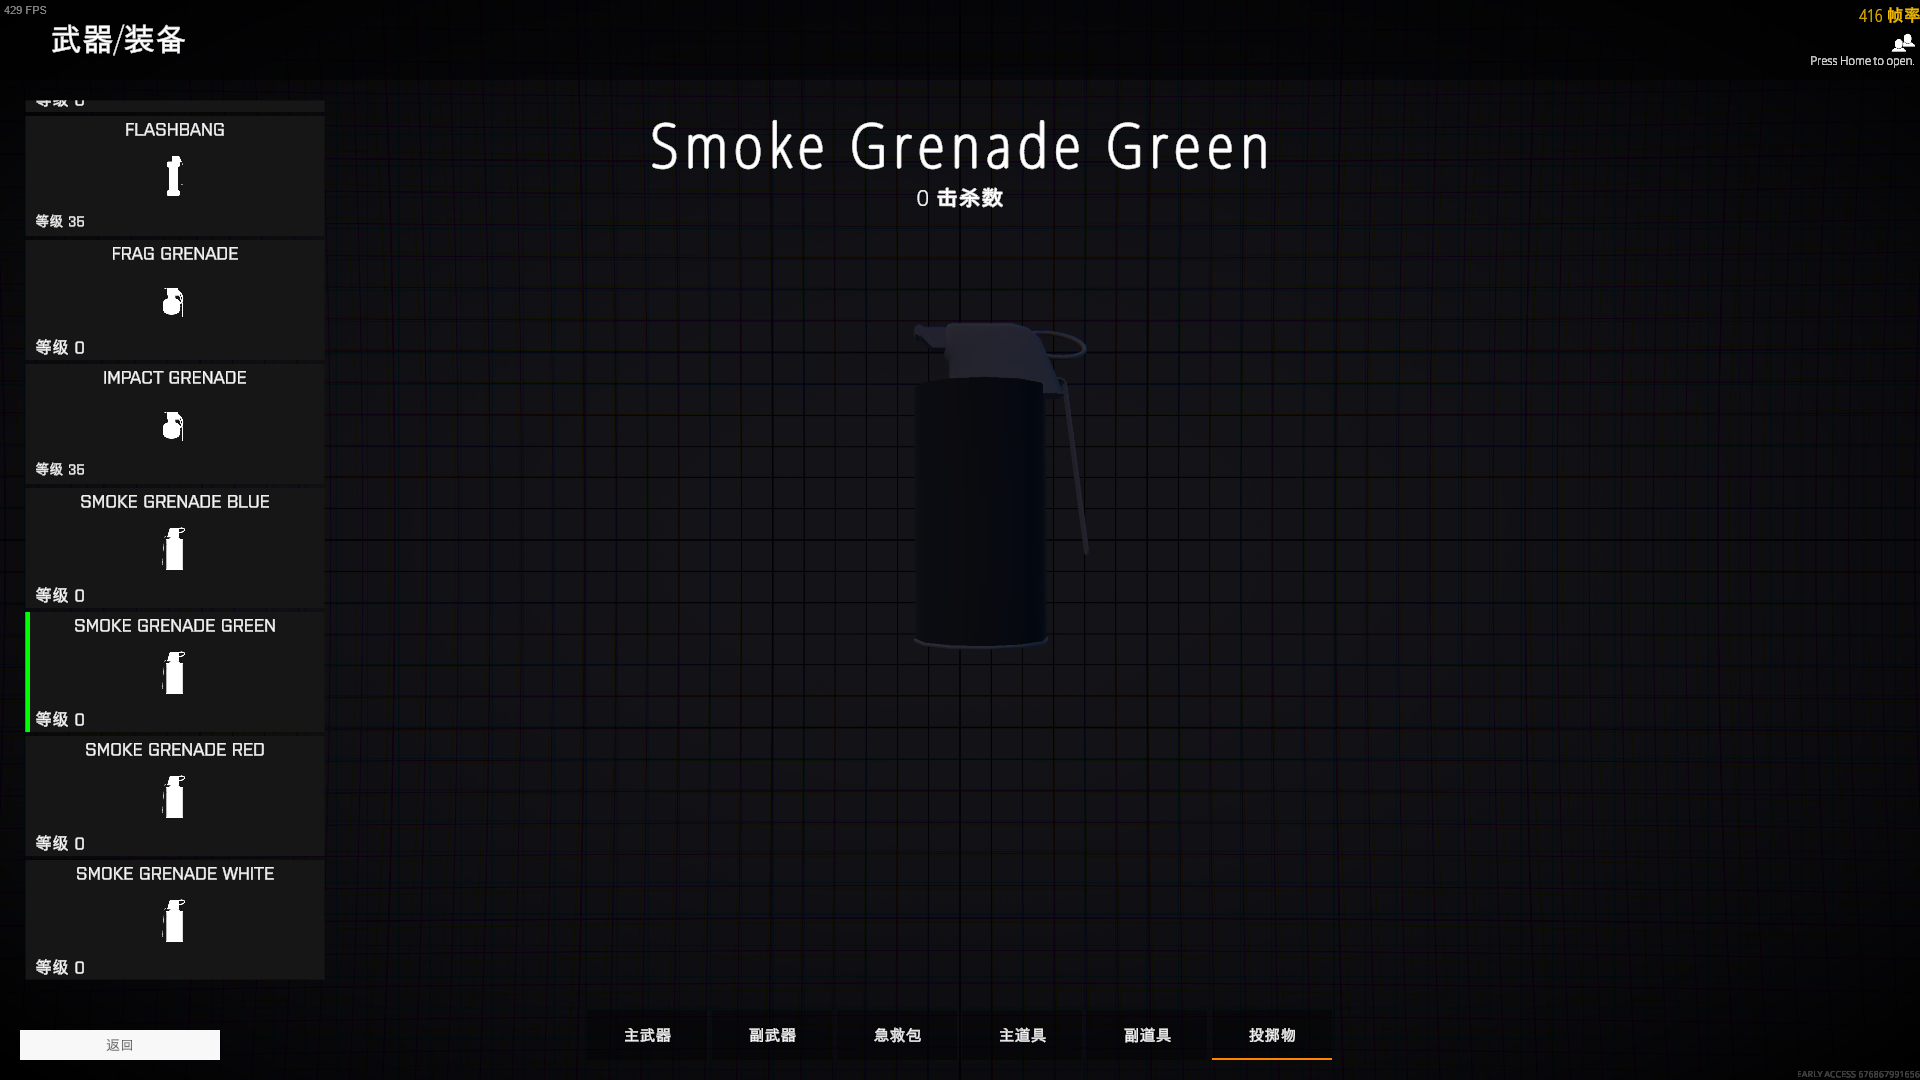 429 FPS
416 帧率
武器/装备
Press Home to open.
等级 0
FLASHBANG
等级 35
FRAG GRENADE
等级 0
IMPACT GRENADE
等级 35
SMOKE GRENADE BLUE
等级 0
SMOKE GRENADE GREEN
等级 0
SMOKE GRENADE RED
等级 0
SMOKE GRENADE WHITE
等级 0
Smoke Grenade Green
0 击杀数
主武器
副武器
急救包
主道具
副道具
投掷物
返回
EARLY ACCESS 676867991656